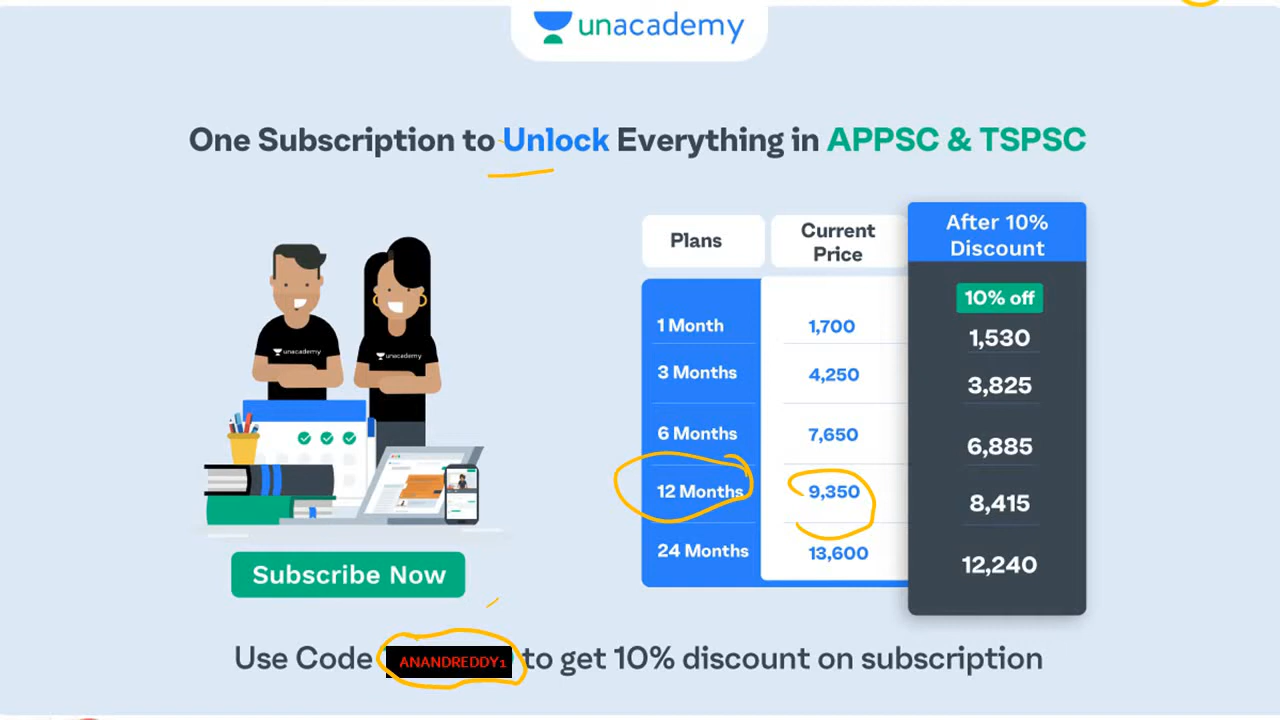 unacademy
One Subscription to Unlock Everything in APPSC & TSPSC
Plans
Current
Price
After 10%
Discount
10% off
1 Month 1,700 1,530
3 Months 4,250 3,825
6 Months 7,650 6,885
12 Months 9,350 8,415
24 Months 13,600 12,240
unacademy
unacademy
Subscribe Now
Use Code ANANDREDDY1 to get 10% discount on subscription